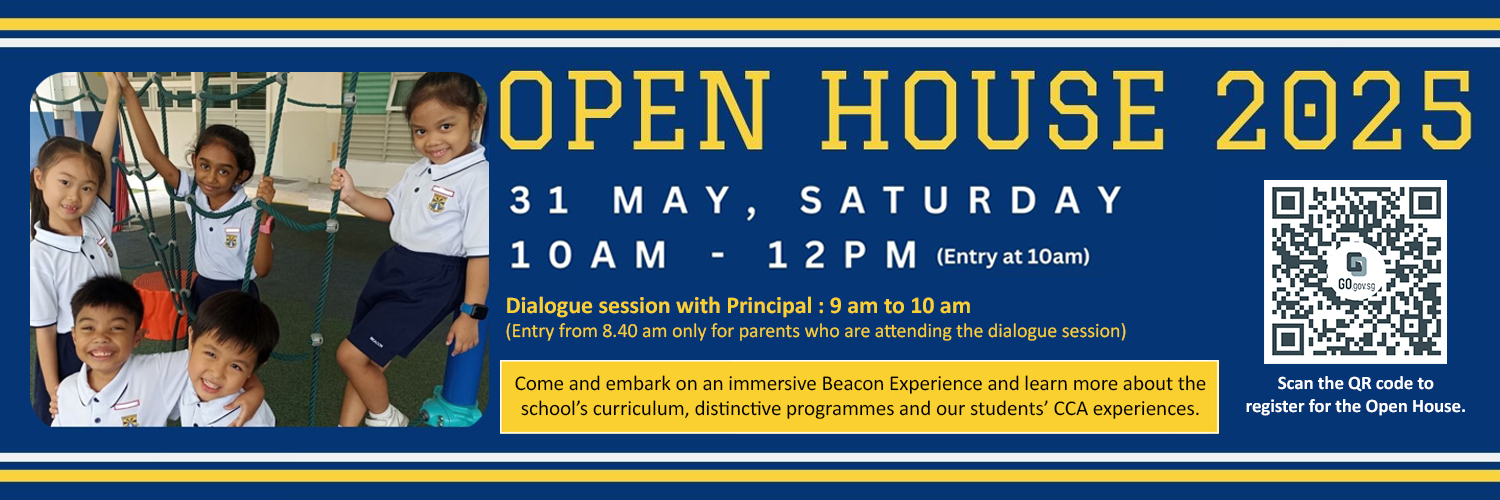 OPEN HOUSE 2025
31 MAY, SATURDAY
10AM - 12PM (Entry at 10am)
Dialogue session with Principal : 9 am to 10 am
(Entry from 8.40 am only for parents who are attending the dialogue session)
Come and embark on an immersive Beacon Experience and learn more about the
school's curriculum, distinctive programmes and our students' CCA experiences.
GO.gov.sg
Scan the QR code to
register for the Open House.
BEACON